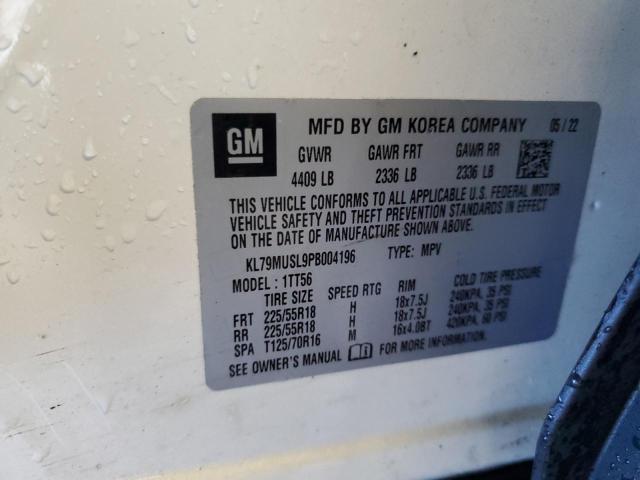 GM MFD BY GM KOREA COMPANY 05 / 22
GVWR GAWR FRT GAWR RR
4409 LB 2336 LB 2336 LB
THIS VEHICLE CONFORMS TO ALL APPLICABLE U.S. FEDERAL MOTOR
VEHICLE SAFETY AND THEFT PREVENTION STANDARDS IN EFFECT
ON THE DATE OF MANUFACTURE SHOWN ABOVE.
KL79MUSL9PB004196 TYPE: MPV
MODEL : 1TT56
TIRE SIZE SPEED RTG RIM COLD TIRE PRESSURE
FRT 225/55R18 H 18x7.5J 240KPA, 35 PSI
RR 225/55R18 H 18x7.5J 240KPA, 35 PSI
SPA T125/70R16 M 16x4.0BT 420KPA, 60 PSI
SEE OWNER'S MANUAL FOR MORE INFORMATION